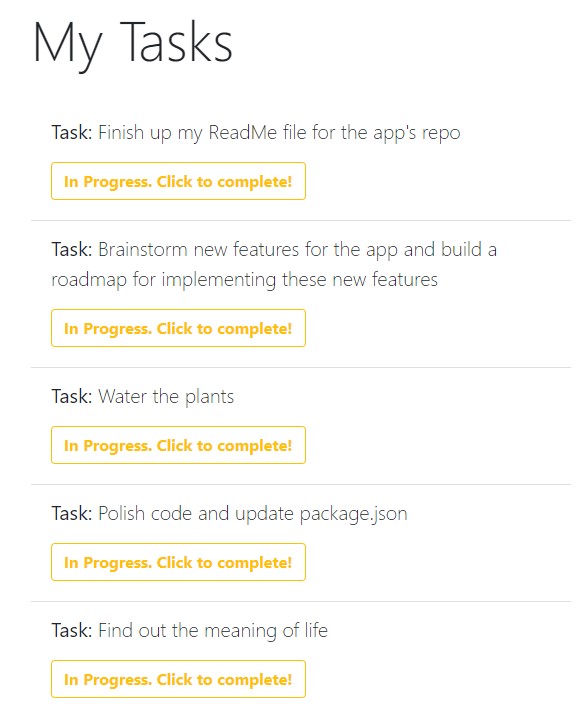 My Tasks
Task: Finish up my ReadMe file for the app's repo
In Progress. Click to complete!
Task: Brainstorm new features for the app and build a
roadmap for implementing these new features
In Progress. Click to complete!
Task: Water the plants
In Progress. Click to complete!
Task: Polish code and update package.json
In Progress. Click to complete!
Task: Find out the meaning of life
In Progress. Click to complete!